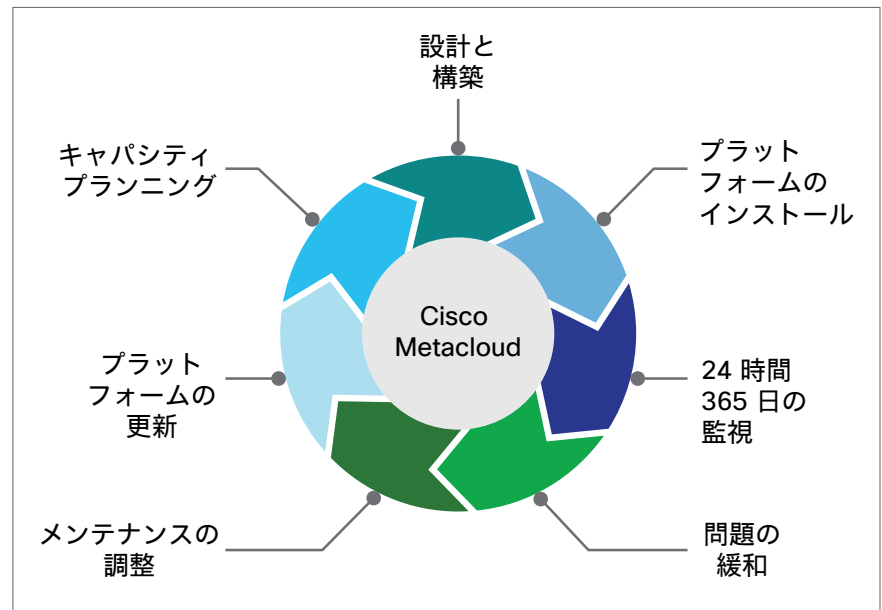 設計と
構築
プラット
フォームの
インストール
24 時間
365 日の
監視
問題の
緩和
メンテナンスの
調整
プラット
フォームの
更新
キャパシティ
プランニング
Cisco
Metacloud